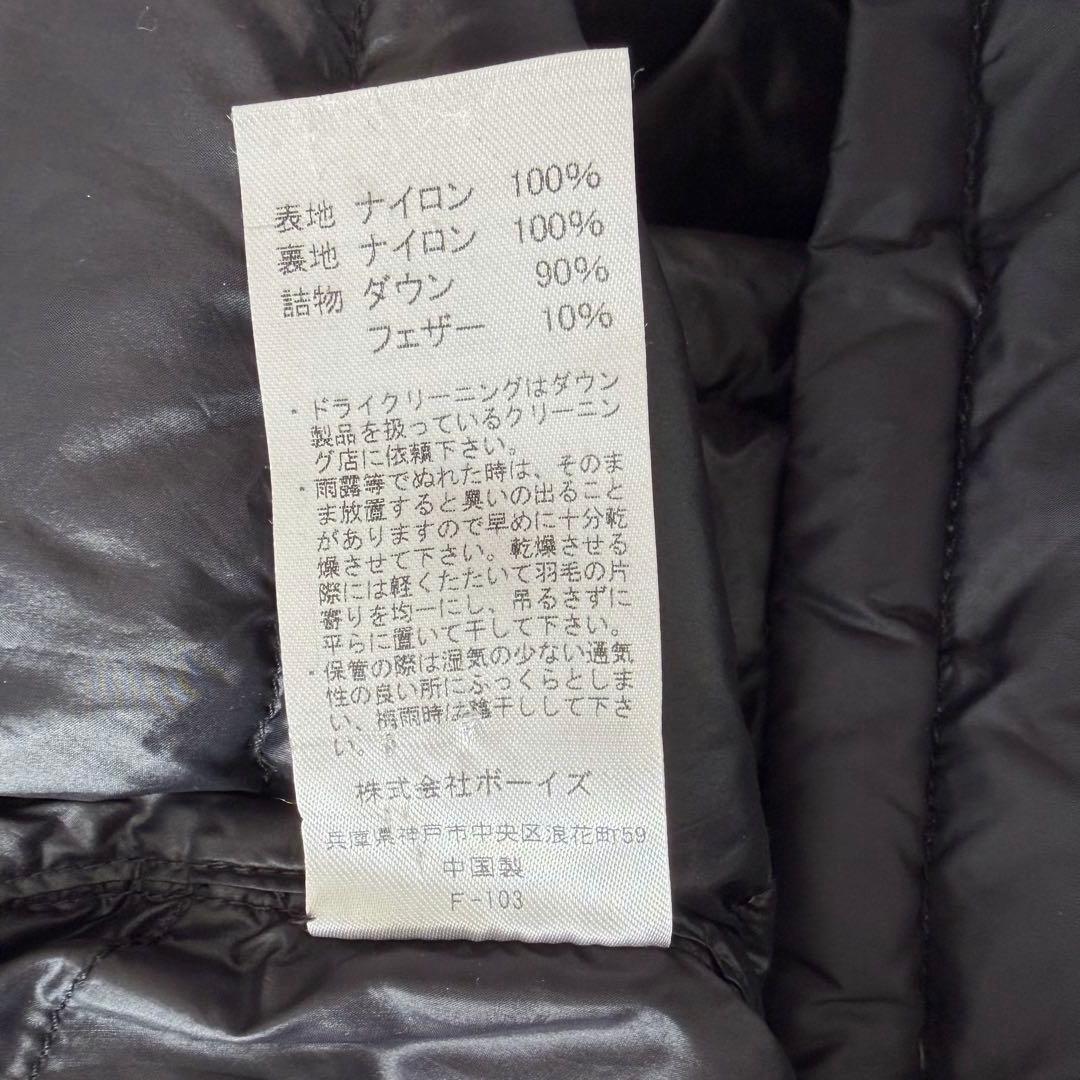 表地 ナイロン 100%
裏地 ナイロン 100%
詰物 ダウン 90%
フェザー 10%
・ドライクリーニングはダウン
製品を扱っているクリーニン
グ店に依頼下さい。
・雨露等でぬれた時は、そのま
ま放置すると臭いの出ること
がありますので早めに十分乾
燥させて下さい。乾燥させる
際には軽くたたいて羽毛の片
寄りを均一にし、吊るさずに
平らに置いて干して下さい。
・保管の際は湿気の少ない通気
性の良い所にふっくらとしま
い、梅雨時は陰干しして下さ
い。
株式会社ボーイズ
兵庫県神戸市中央区浪花町59
中国製
F-103